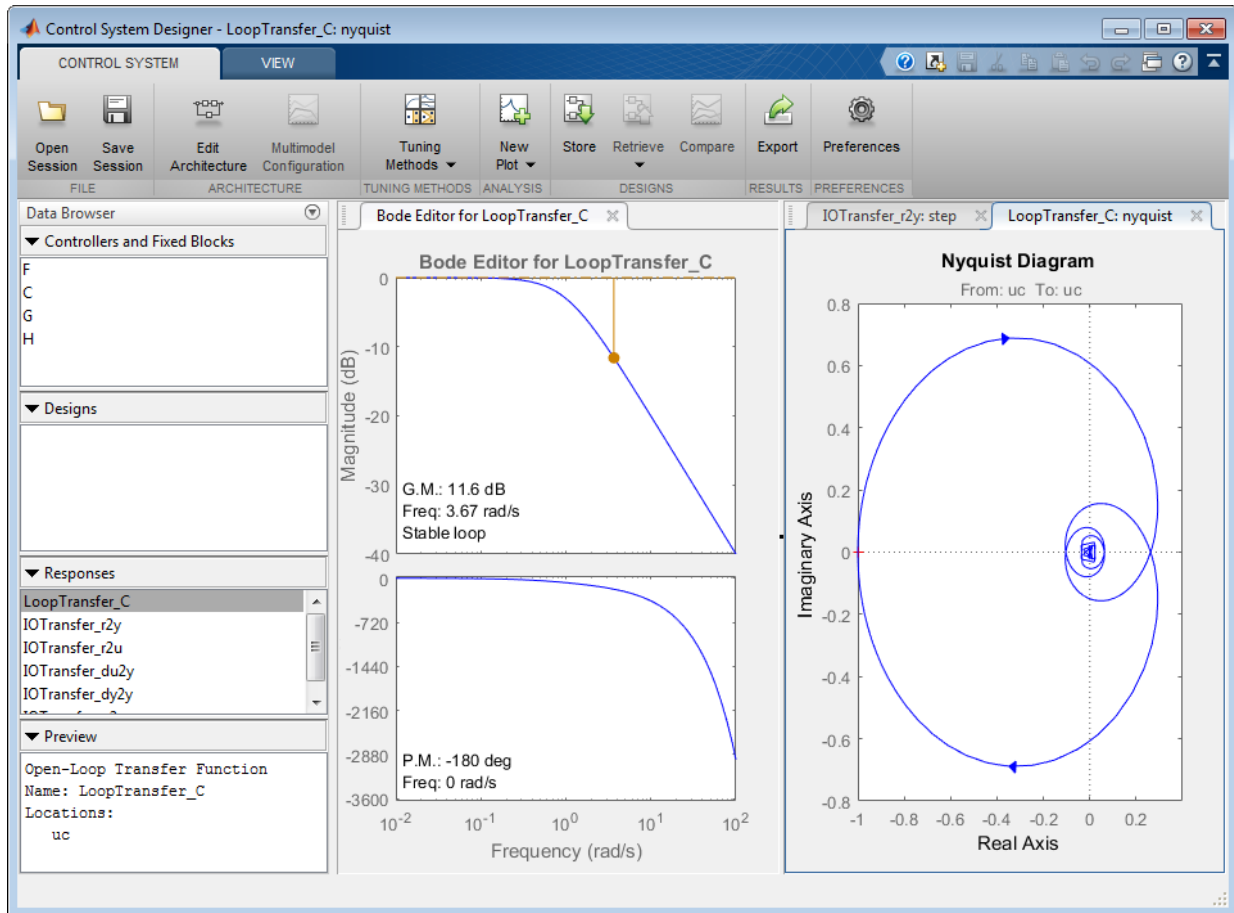 Control System Designer - LoopTransfer_C: nyquist
CONTROL SYSTEM
VIEW
Open Session
Save Session
Edit Architecture
Multimodel Configuration
Tuning Methods
New Plot
Store
Retrieve
Compare
Export
Preferences
FILE
ARCHITECTURE
TUNING METHODS
ANALYSIS
DESIGNS
RESULTS
PREFERENCES
Data Browser
Controllers and Fixed Blocks
F
C
G
H
Designs
Responses
LoopTransfer_C
IOTransfer_r2y
IOTransfer_r2u
IOTransfer_du2y
IOTransfer_dy2y
Preview
Open-Loop Transfer Function
Name: LoopTransfer_C
Locations:
uc
Bode Editor for LoopTransfer_C
Bode Editor for LoopTransfer_C
Magnitude (dB)
0
-10
-20
-30
-40
G.M.: 11.6 dB
Freq: 3.67 rad/s
Stable loop
0
-720
-1440
-2160
-2880
-3600
P.M.: -180 deg
Freq: 0 rad/s
10-2
10-1
100
101
102
Frequency (rad/s)
IOTransfer_r2y: step
LoopTransfer_C: nyquist
Nyquist Diagram
From: uc To: uc
Imaginary Axis
0.8
0.6
0.4
0.2
0
-0.2
-0.4
-0.6
-0.8
-1
-0.8
-0.6
-0.4
-0.2
0
0.2
Real Axis